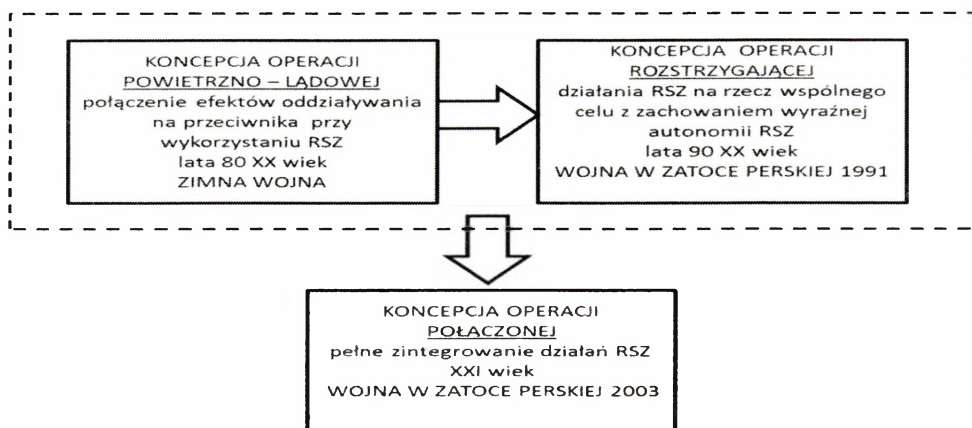 KONCEPCJA OPERACJI
POWIETRZNO – LĄDOWEJ
połączenie efektów oddziaływania
na przeciwnika przy
wykorzystaniu RSZ
lata 80 XX wiek
ZIMNA WOJNA
KONCEPCJA OPERACJI
ROZSTRZYGAJĄCEJ
działania RSZ na rzecz wspólnego
celu z zachowaniem wyraźnej
autonomii RSZ
lata 90 XX wiek
WOJNA W ZATOCE PERSKIEJ 1991
KONCEPCJA OPERACJI
POŁĄCZONEJ
pełne zintegrowanie działań RSZ
XXI wiek
WOJNA W ZATOCE PERSKIEJ 2003